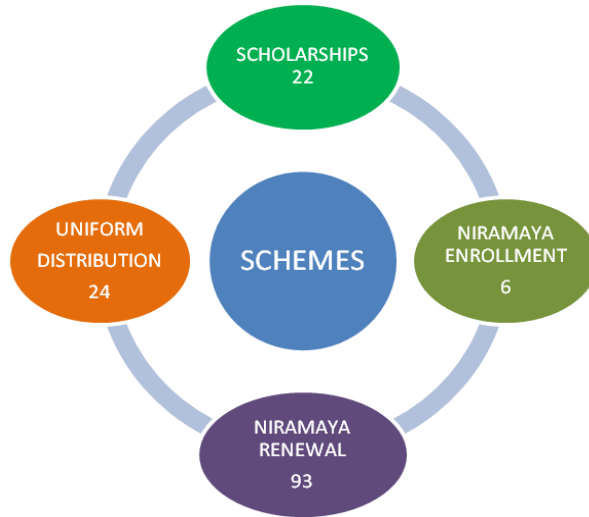 SCHOLARSHIPS
22
UNIFORM
DISTRIBUTION
24
SCHEMES
NIRAMAYA
ENROLLMENT
6
NIRAMAYA
RENEWAL
93